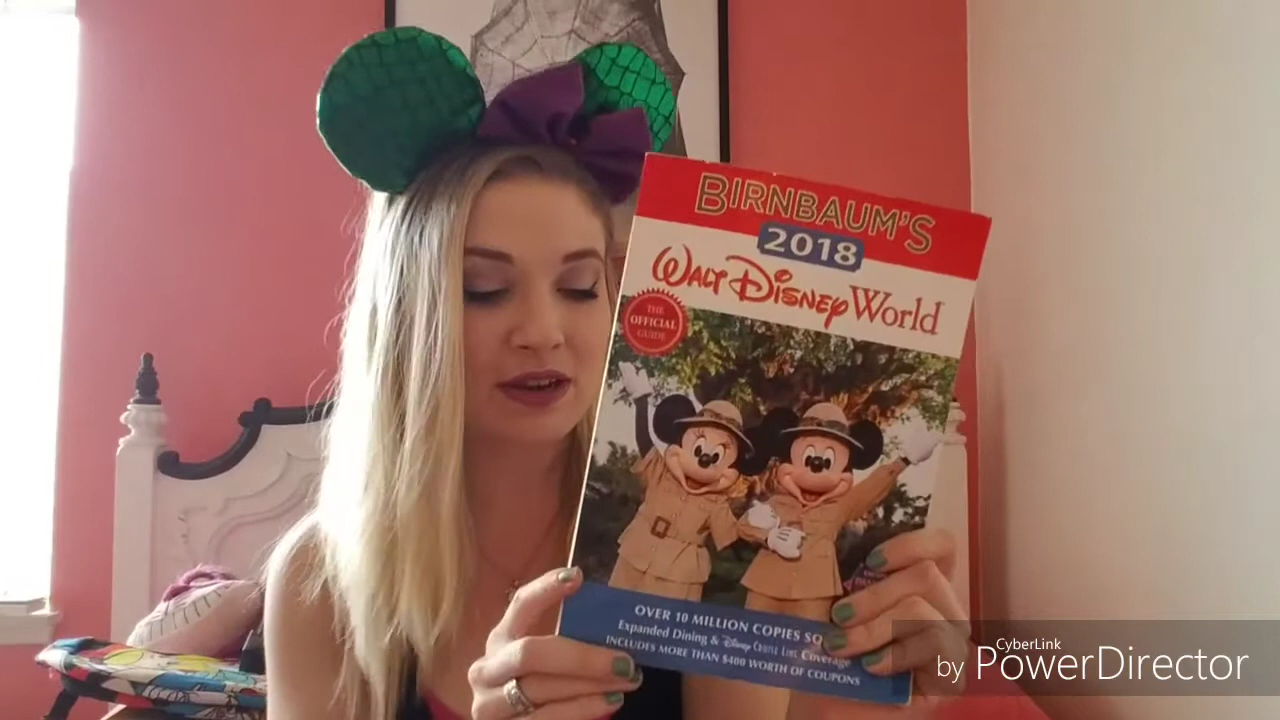 BIRNBAUM'S
2018
WALT DISNEY World
THE
OFFICIAL
GUIDE
OVER 10 MILLION COPIES SO
Expanded Dining & Disney CRUISE LINE Coverage
INCLUDES MORE THAN $400 WORTH OF COUPONS
CyberLink
by PowerDirector